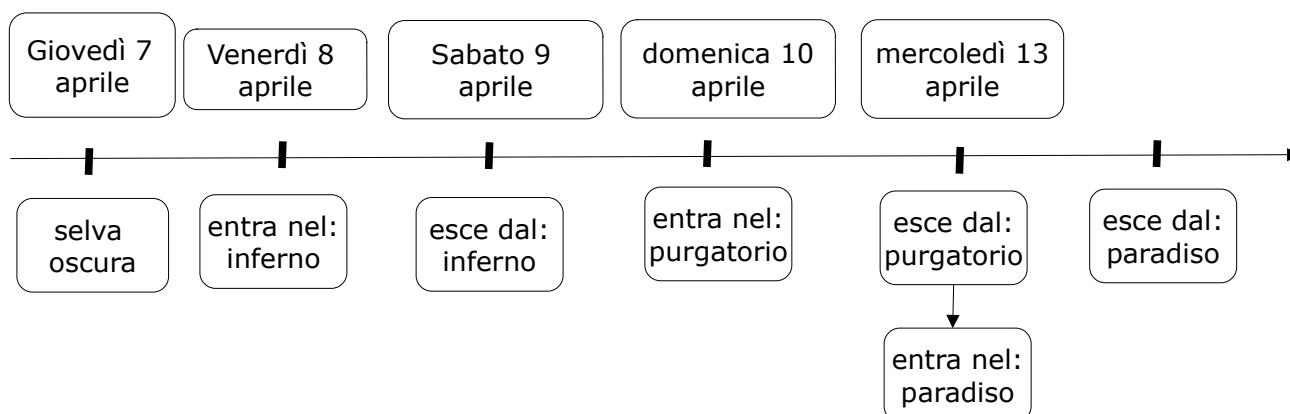 Giovedì 7
aprile
Venerdì 8
aprile
Sabato 9
aprile
domenica 10
aprile
mercoledì 13
aprile
selva
oscura
entra nel:
inferno
esce dal:
inferno
entra nel:
purgatorio
esce dal:
purgatorio
esce dal:
paradiso
entra nel:
paradiso